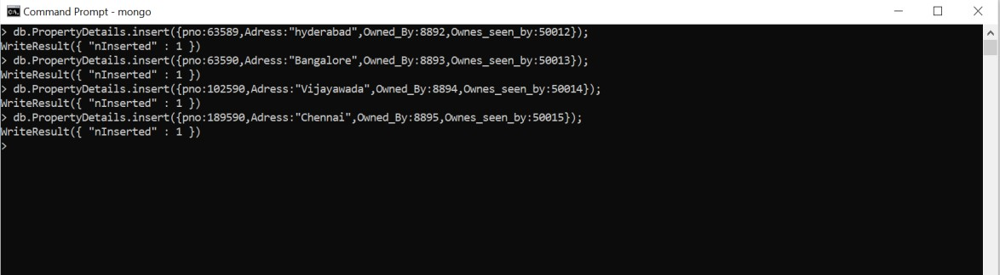 Command Prompt - mongo
> db.PropertyDetails.insert({pno:63589,Adress:"hyderabad",Owned_By:8892,Ownes_seen_by:50012});
WriteResult({ "nInserted" : 1 })
> db.PropertyDetails.insert({pno:63590,Adress:"Bangalore",Owned_By:8893,Ownes_seen_by:50013});
WriteResult({ "nInserted" : 1 })
> db.PropertyDetails.insert({pno:102590,Adress:"Vijayawada",Owned_By:8894,Ownes_seen_by:50014});
WriteResult({ "nInserted" : 1 })
> db.PropertyDetails.insert({pno:189590,Adress:"Chennai",Owned_By:8895,Ownes_seen_by:50015});
WriteResult({ "nInserted" : 1 })
>